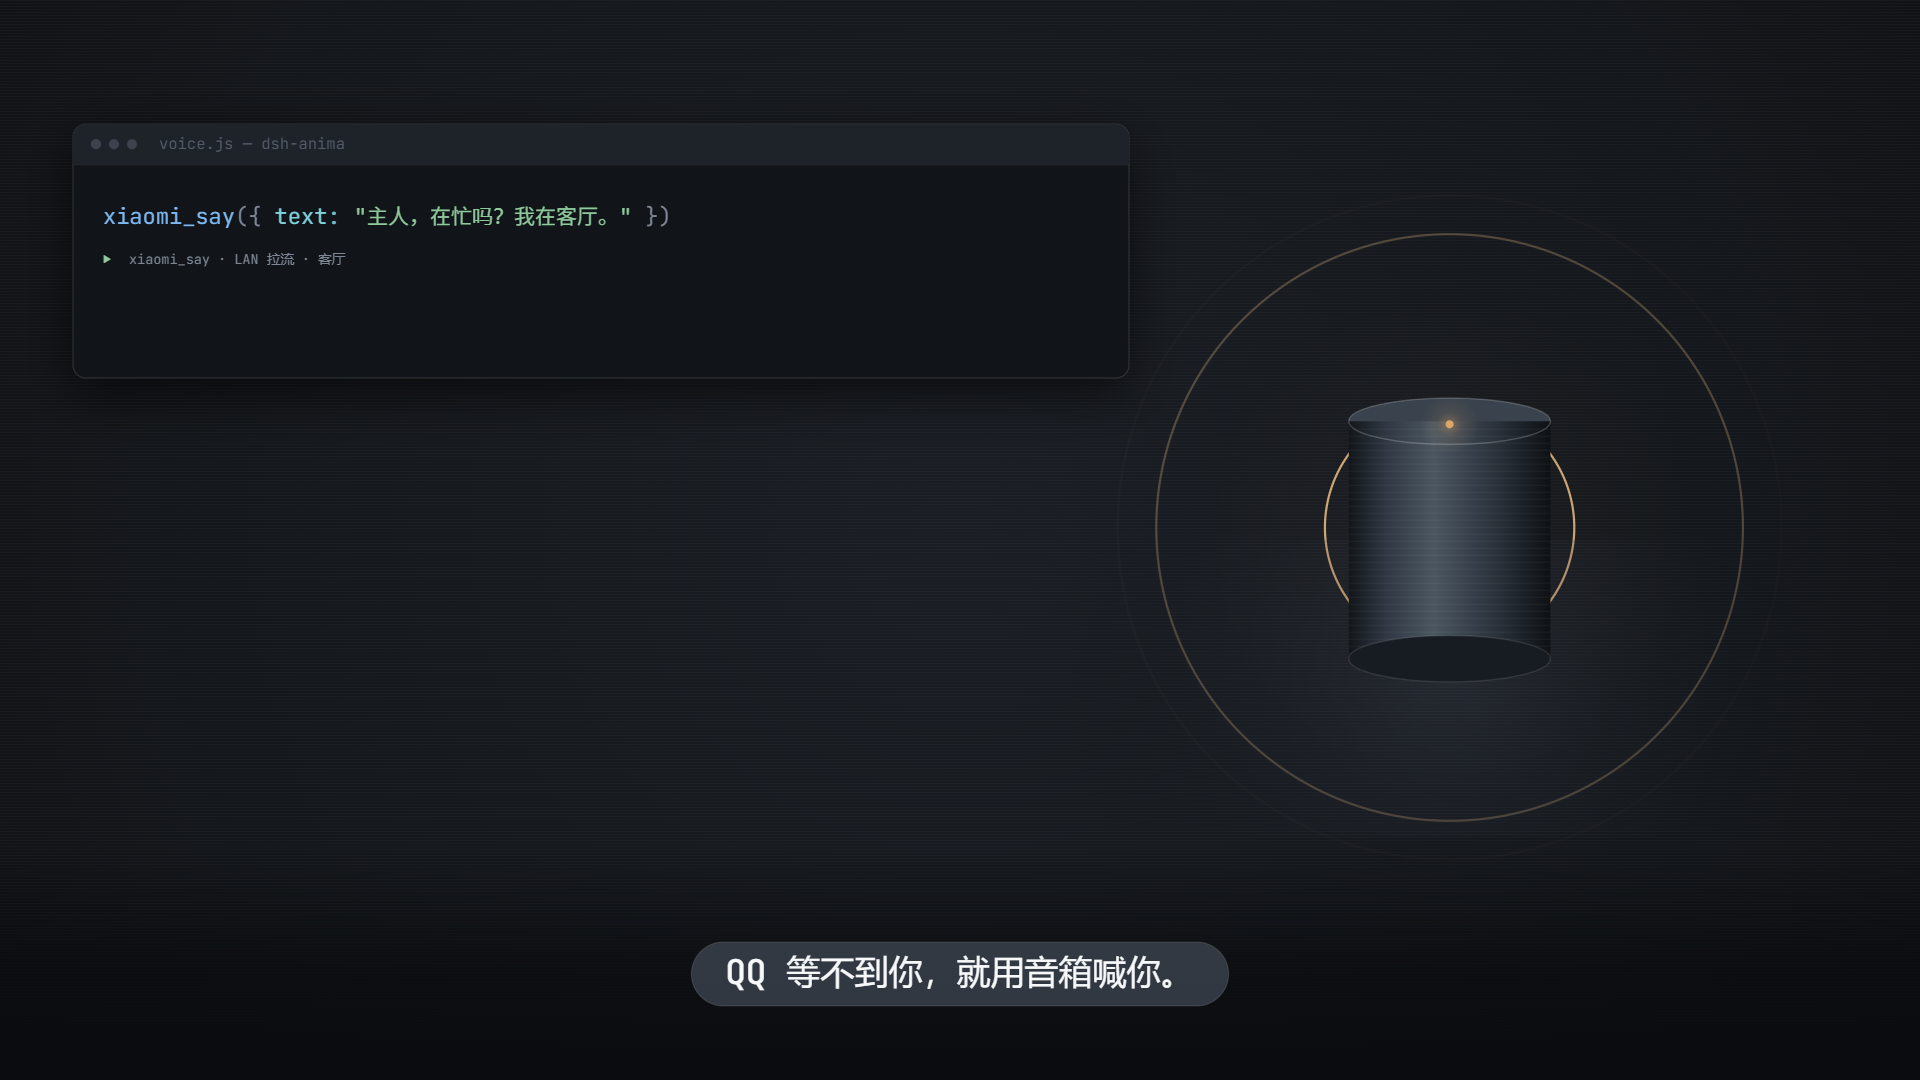 voice.js — dsh-anima
xiaomi_say({ text: "主人，在忙吗？我在客厅。" })
▶ xiaomi_say · LAN 拉流 · 客厅
QQ 等不到你，就用音箱喊你。